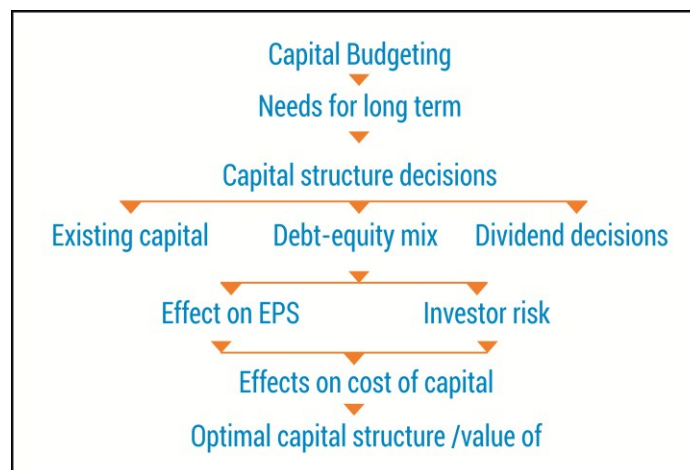 Capital Budgeting
Needs for long term
Capital structure decisions
Existing capital
Debt-equity mix
Dividend decisions
Effect on EPS
Investor risk
Effects on cost of capital
Optimal capital structure /value of